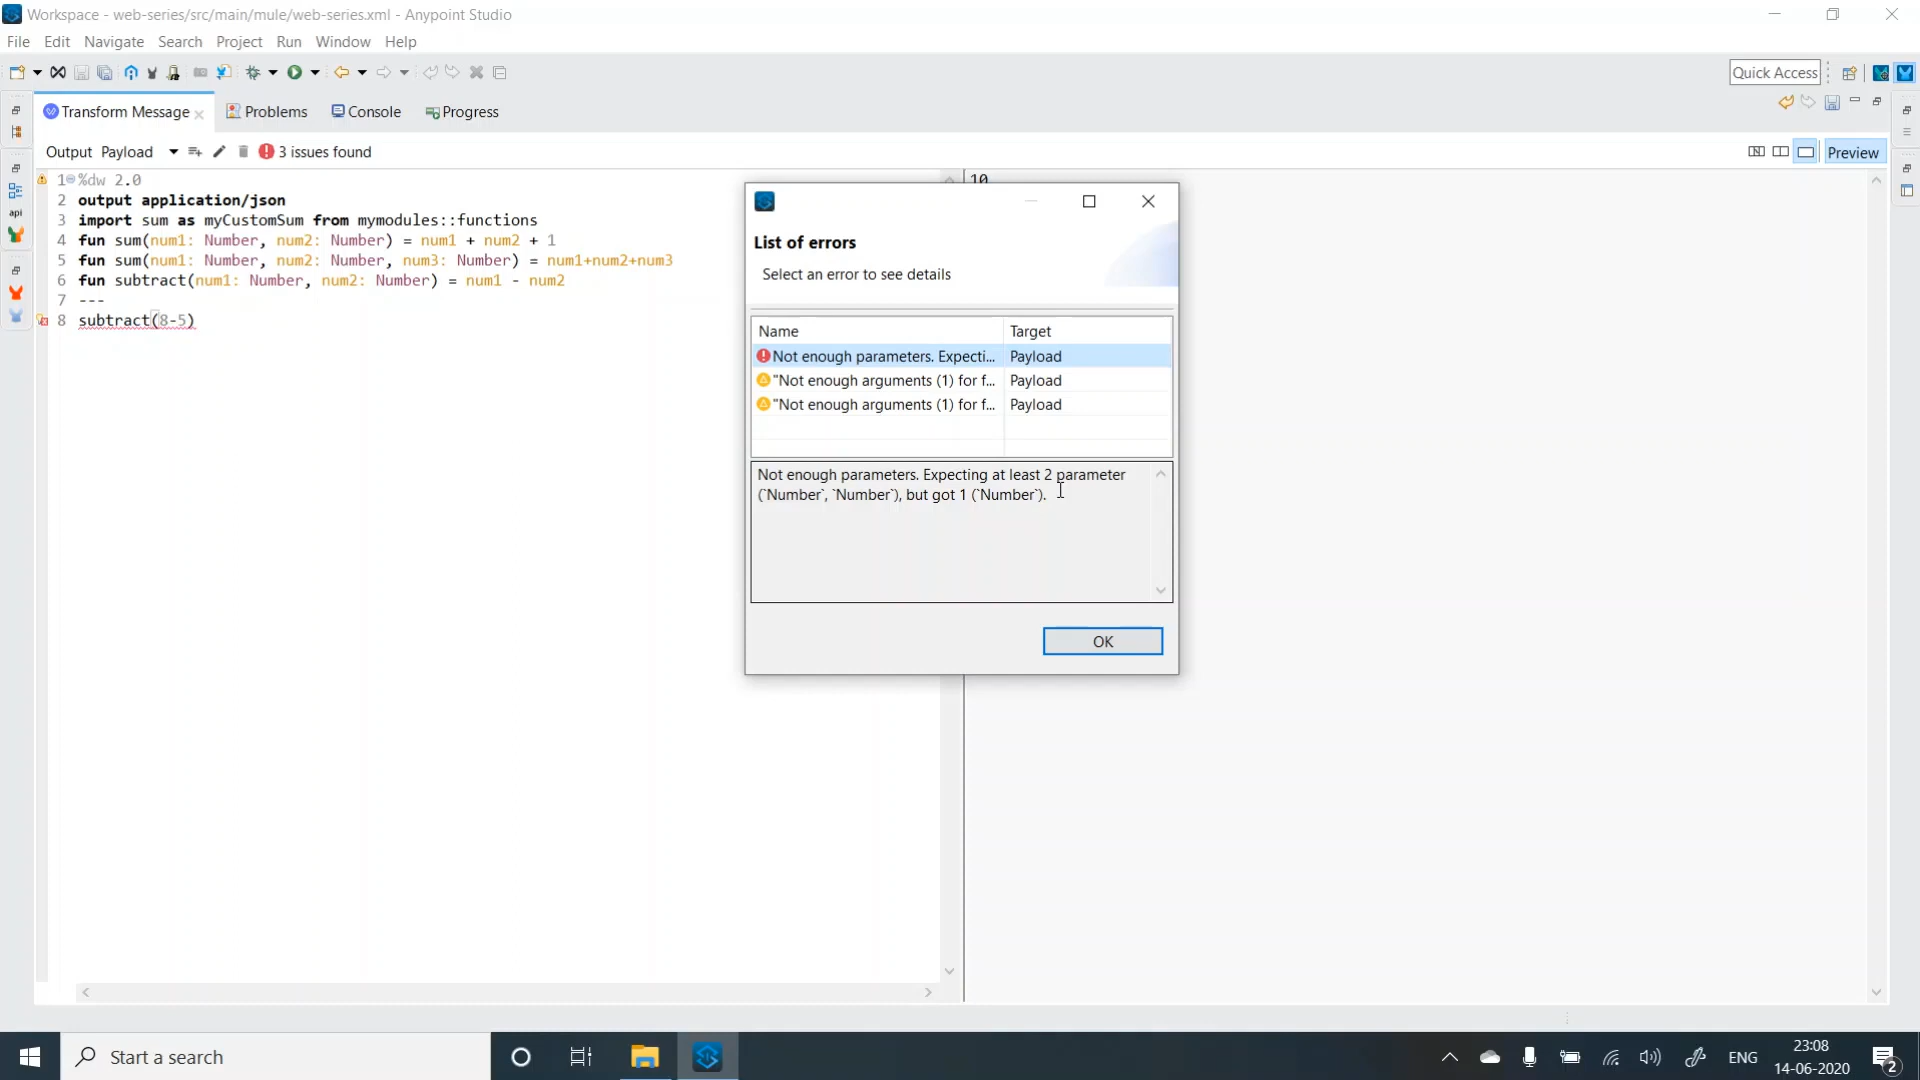 Workspace - web-series/src/main/mule/web-series.xml - Anypoint Studio
File Edit Navigate Search Project Run Window Help
Quick Access
Transform Message Problems Console Progress
Output Payload 3 issues found Preview
1 %dw 2.0
2 output application/json
3 import sum as myCustomSum from mymodules::functions
4 fun sum(num1: Number, num2: Number) = num1 + num2 + 1
5 fun sum(num1: Number, num2: Number, num3: Number) = num1+num2+num3
6 fun subtract(num1: Number, num2: Number) = num1 - num2
7 ---
8 subtract(8-5)
api
10
List of errors
Select an error to see details
Name Target
Not enough parameters. Expecti... Payload
"Not enough arguments (1) for f... Payload
"Not enough arguments (1) for f... Payload
Not enough parameters. Expecting at least 2 parameter
(`Number`, `Number`), but got 1 (`Number`).
OK
Start a search
ENG
23:08
14-06-2020
2